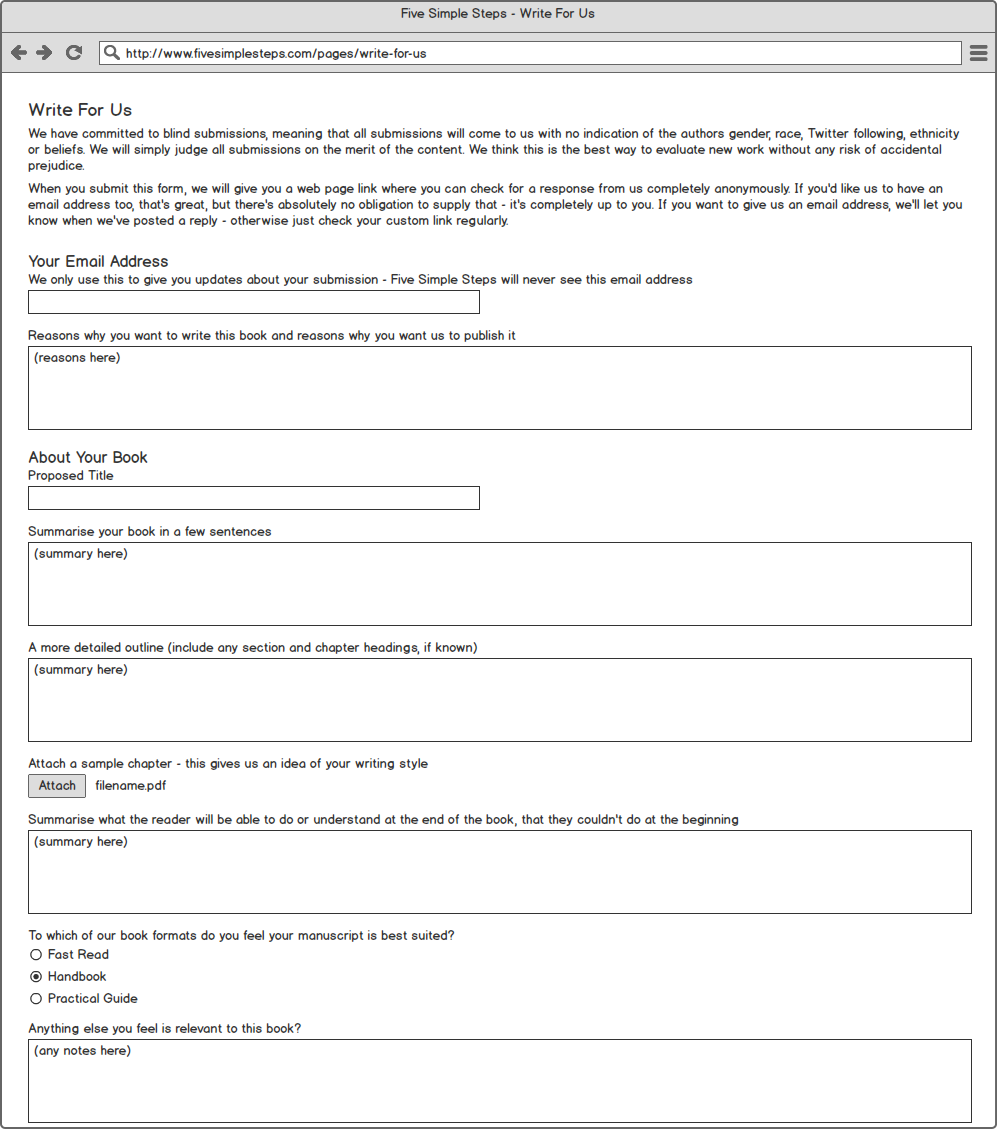 Five Simple Steps - Write For Us
http://www.fivesimplesteps.com/pages/write-for-us
Write For Us
We have committed to blind submissions, meaning that all submissions will come to us with no indication of the authors gender, race, Twitter following, ethnicity
or beliefs. We will simply judge all submissions on the merit of the content. We think this is the best way to evaluate new work without any risk of accidental
prejudice.
When you submit this form, we will give you a web page link where you can check for a response from us completely anonymously. If you'd like us to have an
email address too, that's great, but there's absolutely no obligation to supply that - it's completely up to you. If you want to give us an email address, we'll let you
know when we've posted a reply - otherwise just check your custom link regularly.
Your Email Address
We only use this to give you updates about your submission - Five Simple Steps will never see this email address
Reasons why you want to write this book and reasons why you want us to publish it
(reasons here)
About Your Book
Proposed Title
Summarise your book in a few sentences
(summary here)
A more detailed outline (include any section and chapter headings, if known)
(summary here)
Attach a sample chapter - this gives us an idea of your writing style
Attach filename.pdf
Summarise what the reader will be able to do or understand at the end of the book, that they couldn't do at the beginning
(summary here)
To which of our book formats do you feel your manuscript is best suited?
Fast Read
Handbook
Practical Guide
Anything else you feel is relevant to this book?
(any notes here)